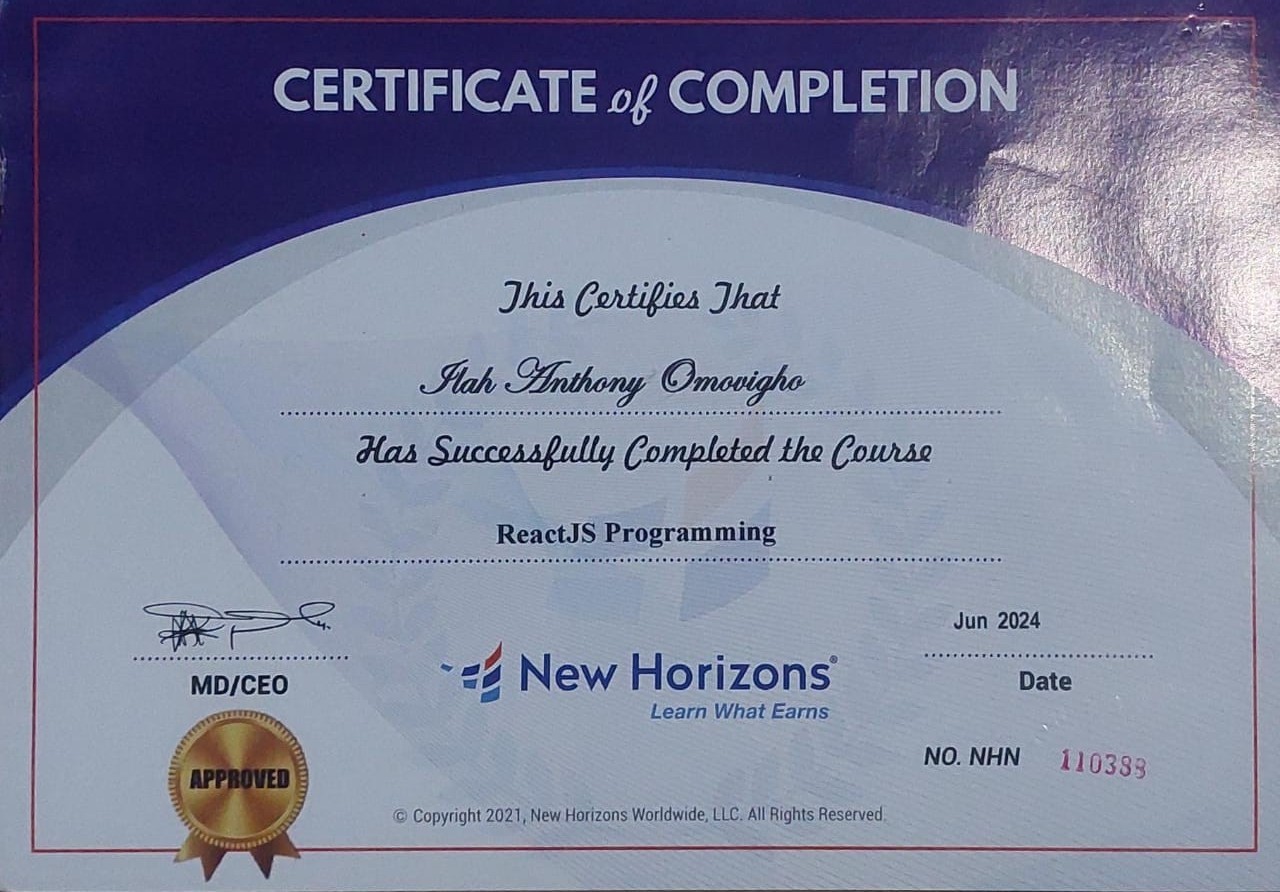 CERTIFICATE of COMPLETION
This Certifies That
Ilah Anthony Omovigho
Has Successfully Completed the Course
ReactJS Programming
Jun 2024
MD/CEO
New Horizons®
Learn What Earns
Date
APPROVED
NO. NHN 110388
© Copyright 2021, New Horizons Worldwide, LLC. All Rights Reserved.